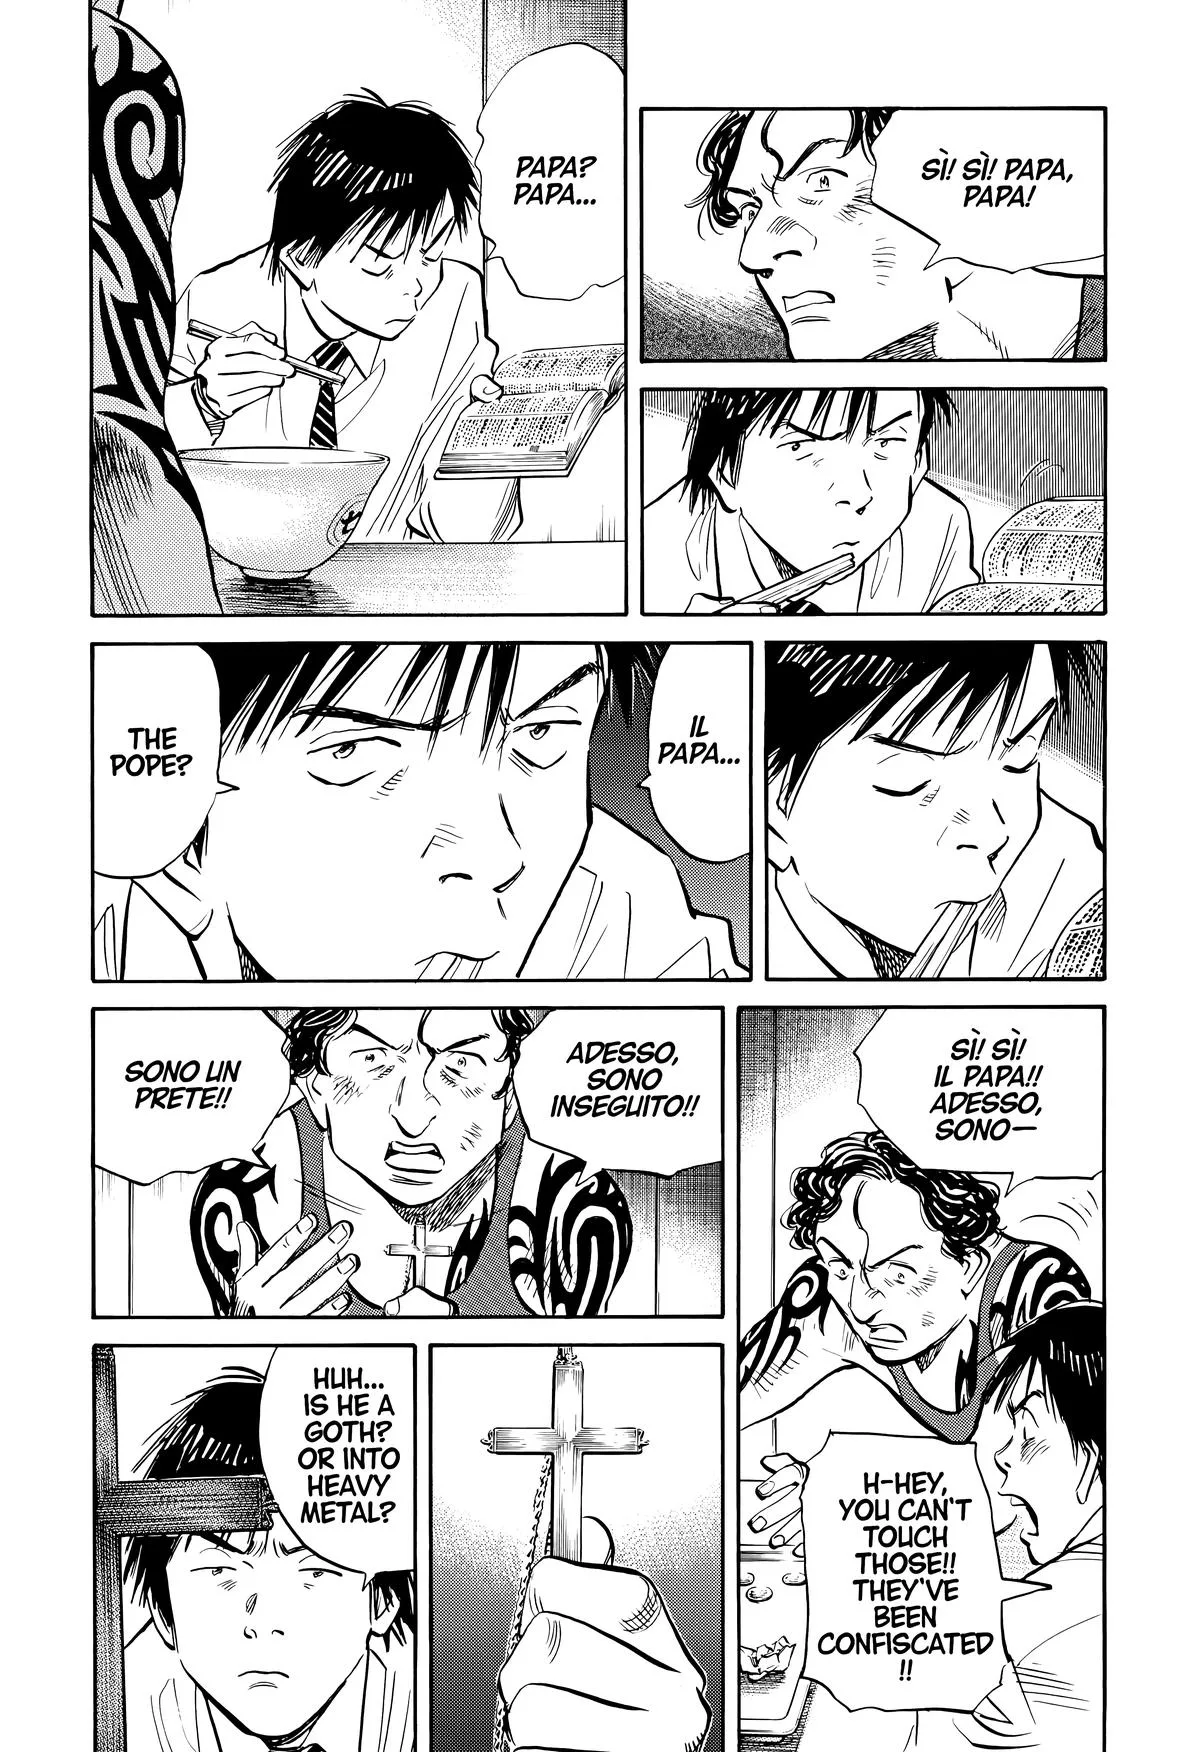 SÌ! SÌ! PAPA,
PAPA!
PAPA?
PAPA...
IL
PAPA...
THE
POPE?
SÌ! SÌ!
IL PAPA!!
ADESSO,
SONO—
H-HEY,
YOU CAN'T
TOUCH
THOSE!!
THEY'VE
BEEN
CONFISCATED
!!
ADESSO,
SONO
INSEGUITO!!
SONO UN
PRETE!!
HUH...
IS HE A
GOTH?
OR INTO
HEAVY
METAL?